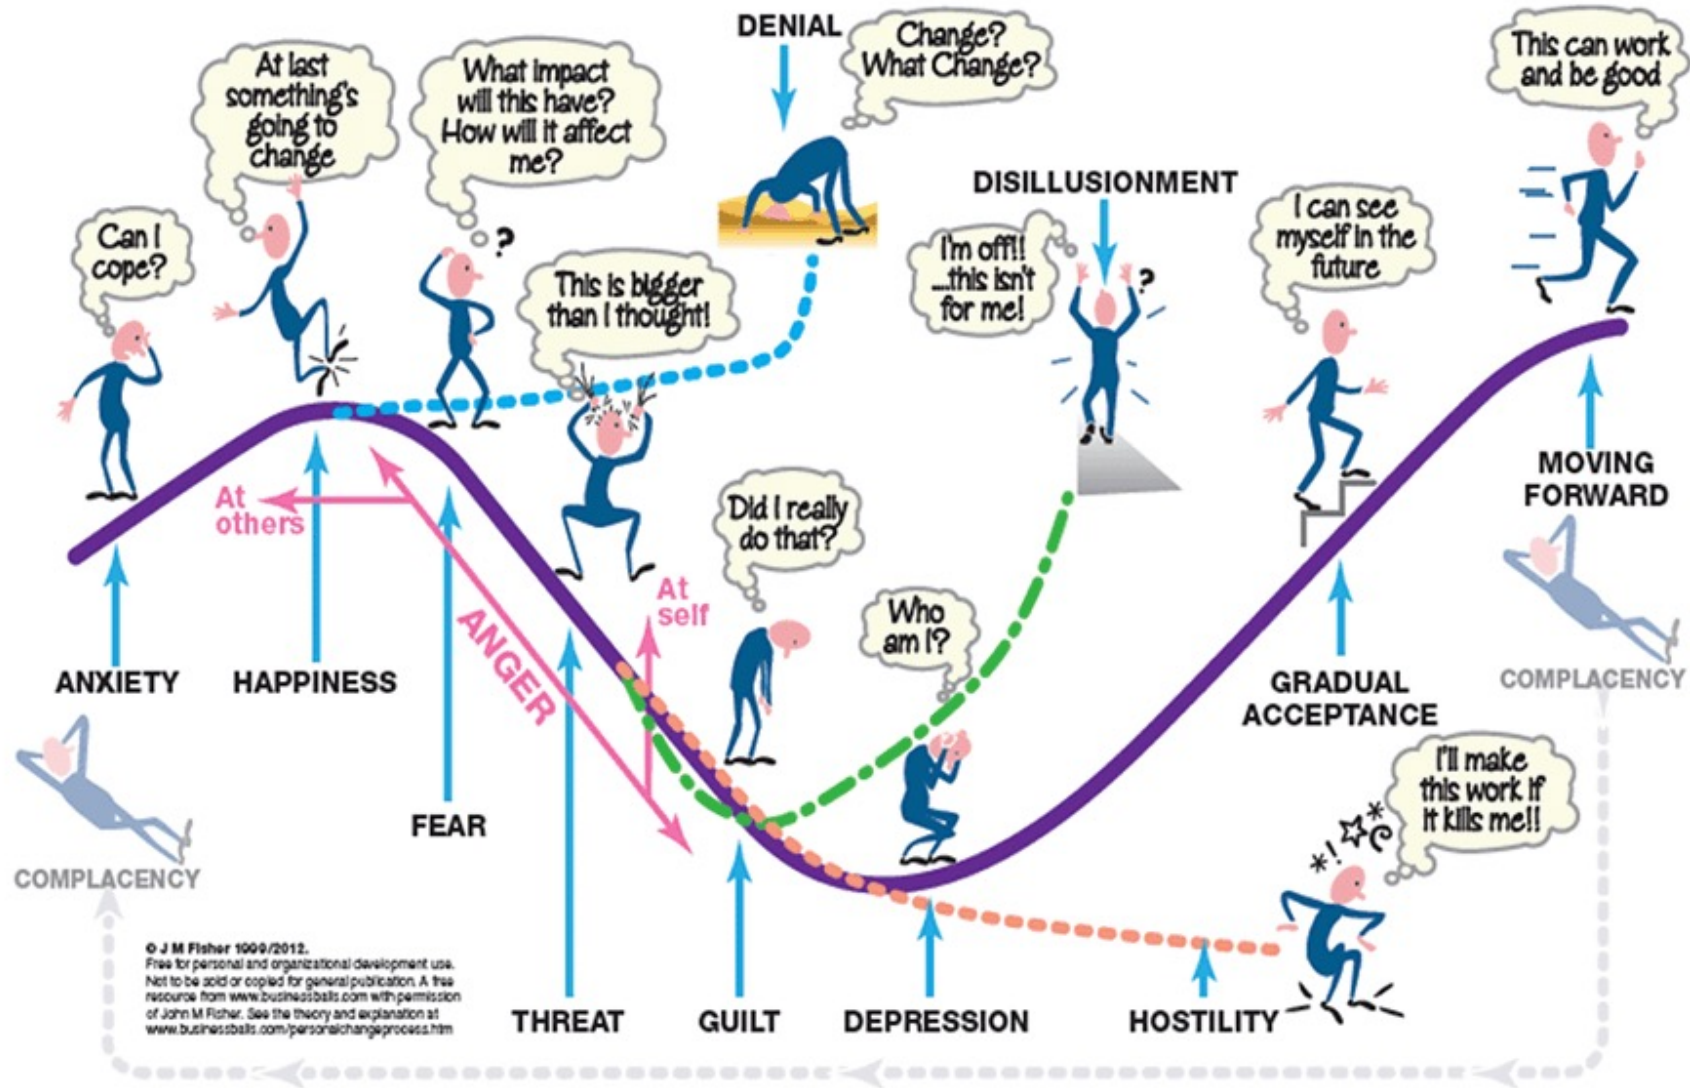 DENIAL
Change?
What Change?
This can work
and be good
At last
something's
going to
change
What impact
will this have?
How will it affect
me?
?
DISILLUSIONMENT
I'm off!!
....this isn't
for me!
?
I can see
myself in the
future
Can I
cope?
This is bigger
than I thought!
At
others
ANGER
At
self
Did I really
do that?
Who
am I?
MOVING
FORWARD
ANXIETY
HAPPINESS
GRADUAL
ACCEPTANCE
COMPLACENCY
FEAR
I'll make
this work if
it kills me!!
*!
*
COMPLACENCY
© J M Fisher 1999/2012.
Free for personal and organizational development use.
Not to be sold or copied for general publication. A free
resource from www.businessballs.com with permission
of John M Fisher. See the theory and explanation at
www.businessballs.com/personalchangeprocess.htm
THREAT
GUILT
DEPRESSION
HOSTILITY